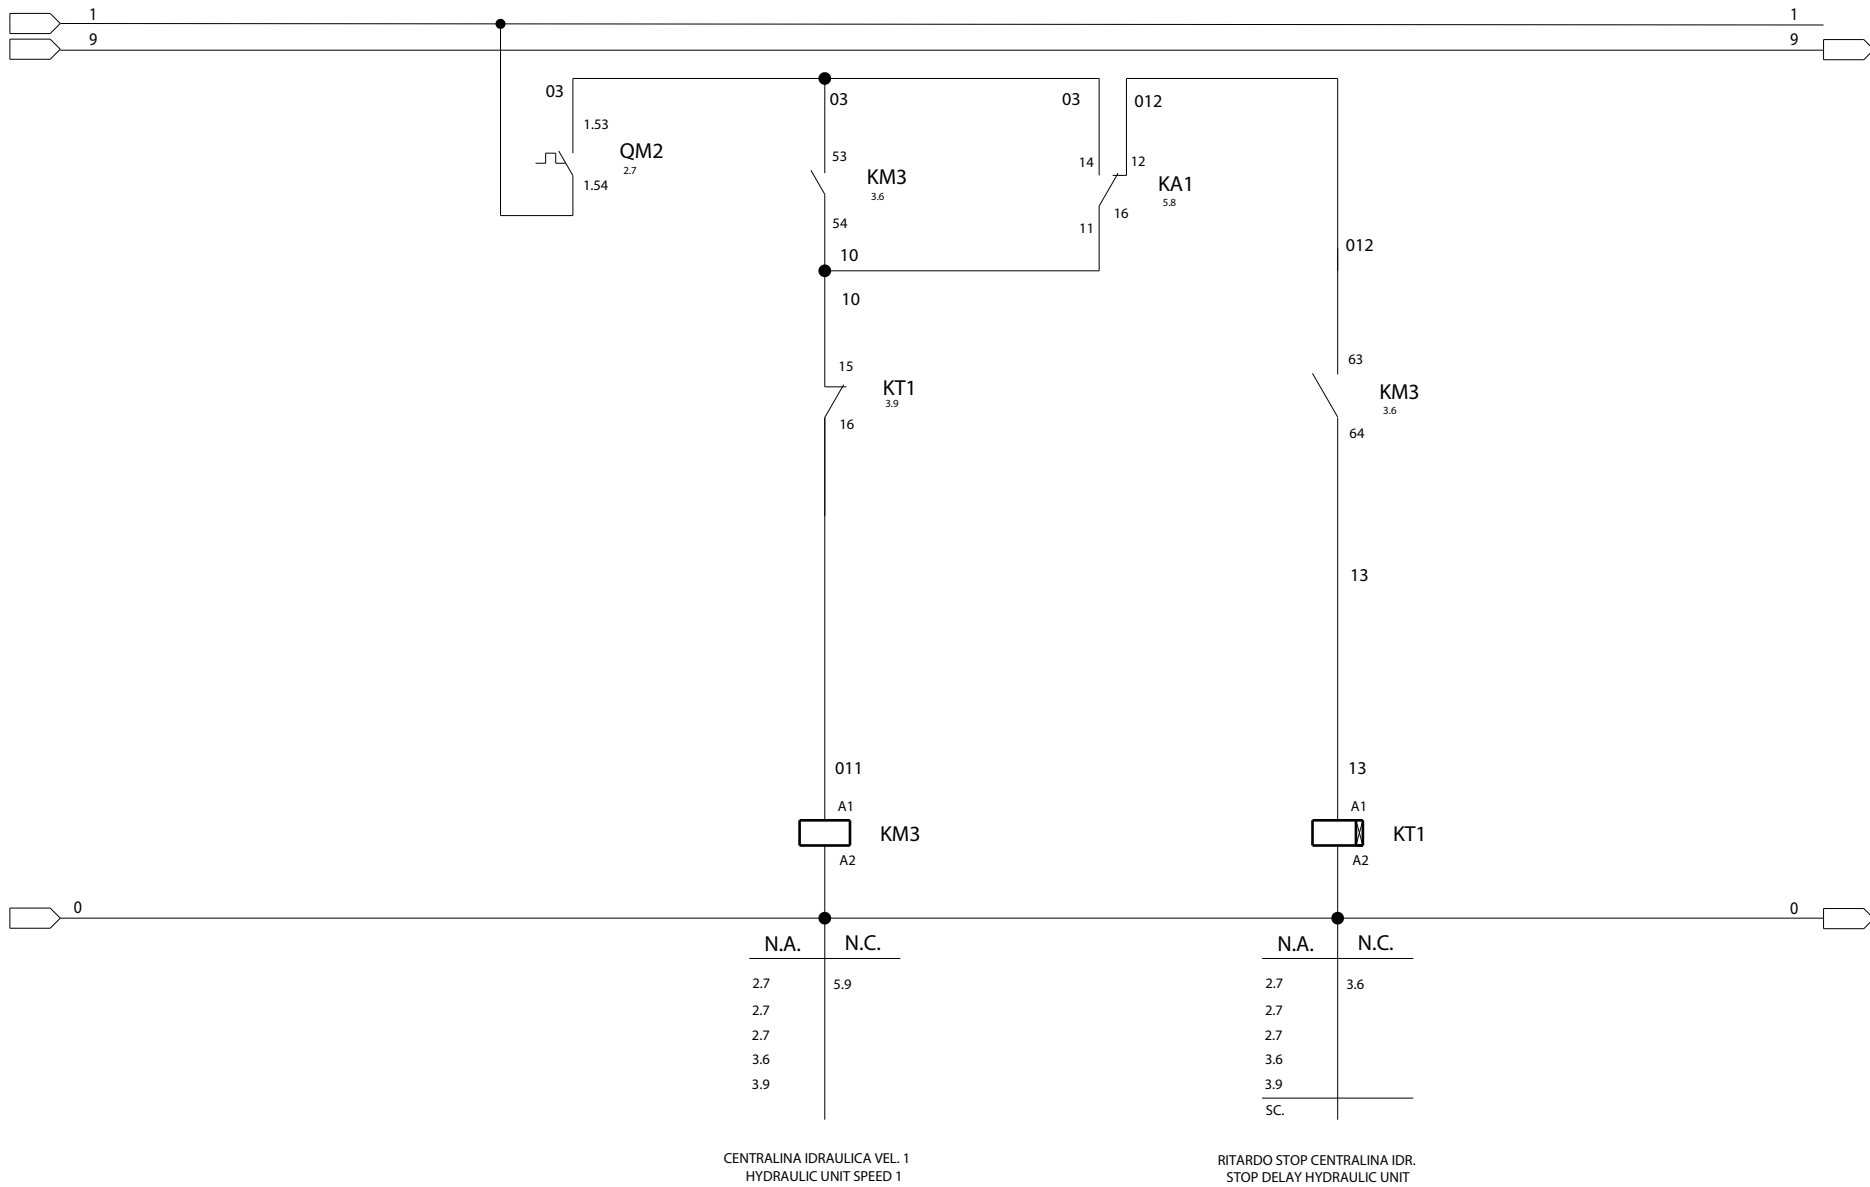 1 1
9 9
03 03 03 012
1.53
QM2
2.7
1.54
53
KM3
3.6
54
14 12
KA1
5.8
16
11
10
10
012
15
KT1
3.9
16
63
KM3
3.6
64
13
011 13
A1 A1
KM3 KT1
A2 A2
0 0
N.A. N.C. N.A. N.C.
2.7 5.9 2.7 3.6
2.7 2.7
2.7 2.7
3.6 3.6
3.9 3.9
SC.
CENTRALINA IDRAULICA VEL. 1
HYDRAULIC UNIT SPEED 1
RITARDO STOP CENTRALINA IDR.
STOP DELAY HYDRAULIC UNIT